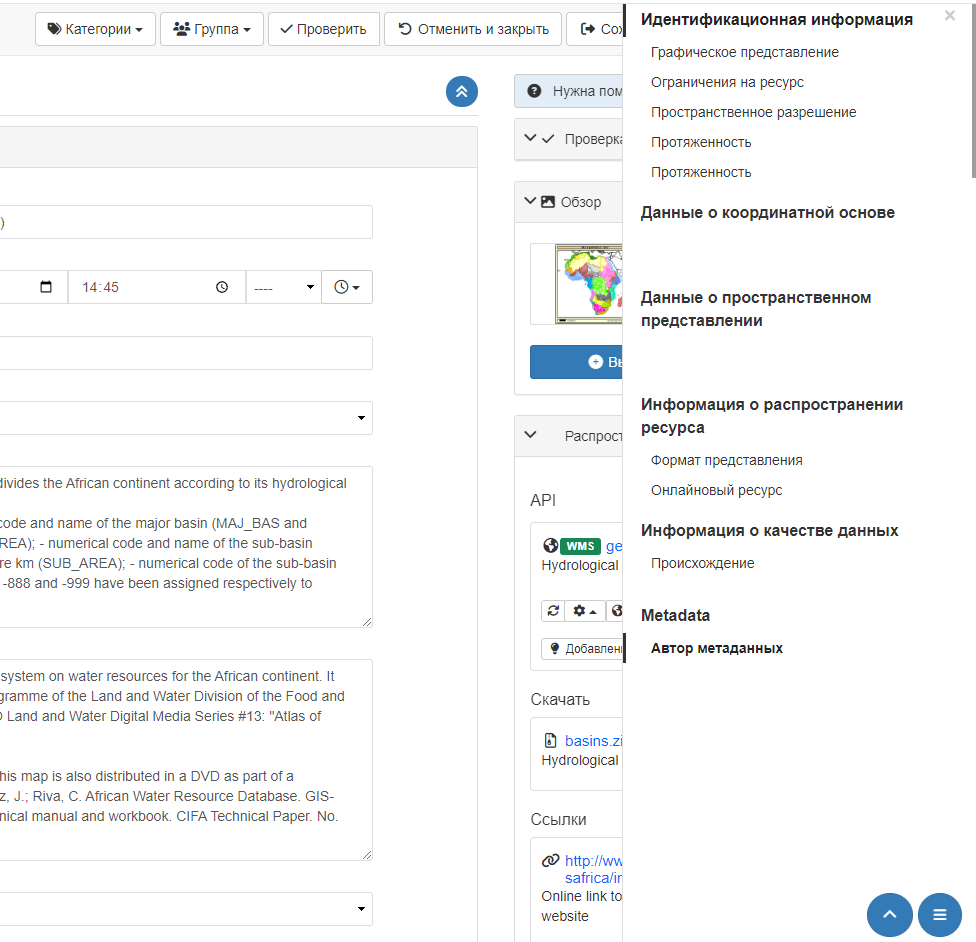 Категории
Группа
Проверить
Отменить и закрыть
)
14:45
----
divides the African continent according to its hydrological
code and name of the major basin (MAJ_BAS and
REA); - numerical code and name of the sub-basin
re km (SUB_AREA); - numerical code of the sub-basin
-888 and -999 have been assigned respectively to
system on water resources for the African continent. It
gramme of the Land and Water Division of the Food and
O Land and Water Digital Media Series #13: "Atlas of
his map is also distributed in a DVD as part of a
z, J.; Riva, C. African Water Resource Database. GIS-
nical manual and workbook. CIFA Technical Paper. No.
Нужна пом
Проверка
Обзор
Вы
Распрост
API
WMS ge
Hydrological
Добавлени
Скачать
basins.zi
Hydrological
Ссылки
http://ww
safrica/in
Online link to
website
Идентификационная информация
Графическое представление
Ограничения на ресурс
Пространственное разрешение
Протяженность
Протяженность
Данные о координатной основе
Данные о пространственном
представлении
Информация о распространении
ресурса
Формат представления
Онлайновый ресурс
Информация о качестве данных
Происхождение
Metadata
Автор метаданных